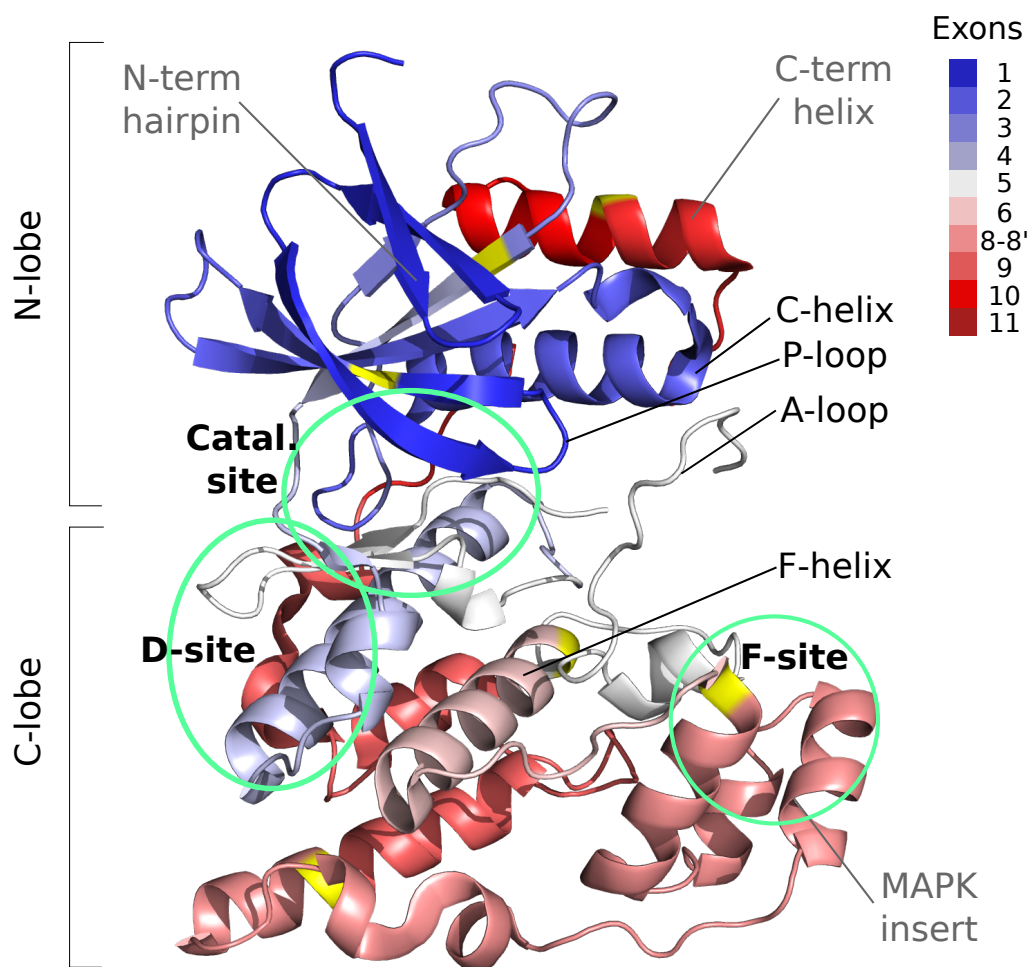 Exons
1
2
3
4
5
6
8-8'
9
10
11
N-term
hairpin
C-term
helix
N-lobe
C-helix
P-loop
A-loop
Catal.
site
F-helix
D-site
F-site
C-lobe
MAPK
insert